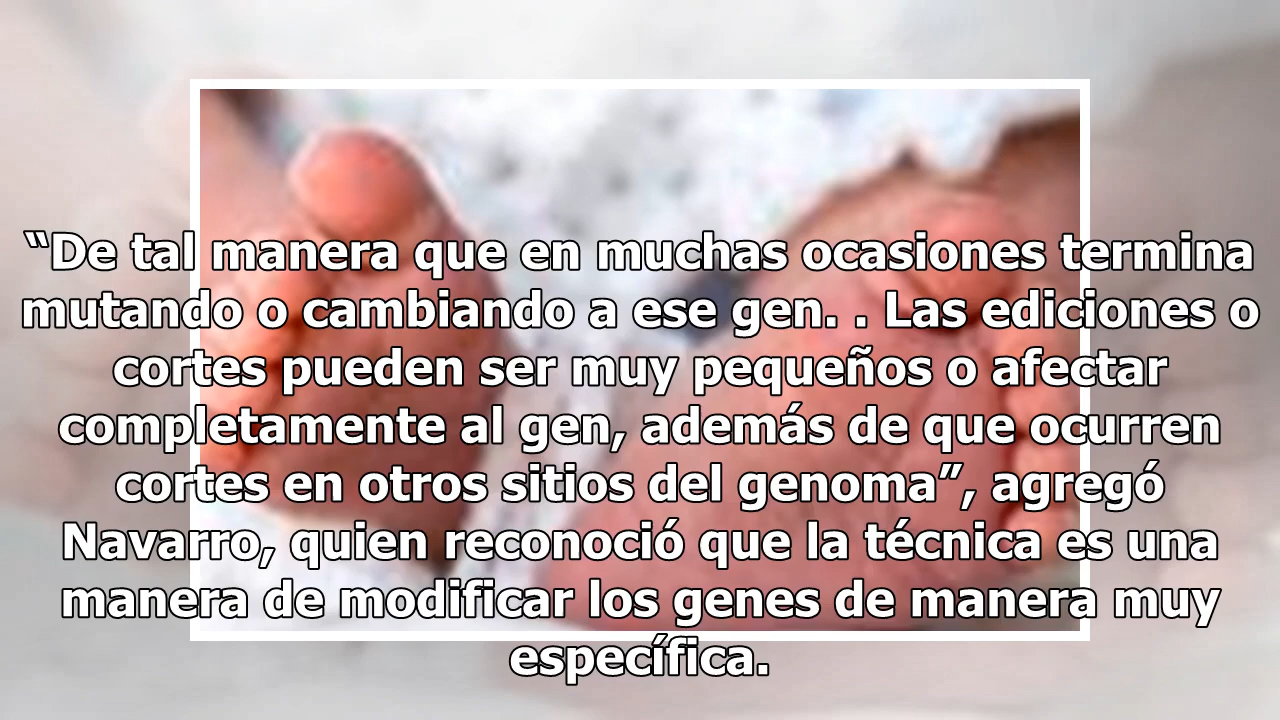 “De tal manera que en muchas ocasiones termina
mutando o cambiando a ese gen. . Las ediciones o
cortes pueden ser muy pequeños o afectar
completamente al gen, además de que ocurren
cortes en otros sitios del genoma”, agregó
Navarro, quien reconoció que la técnica es una
manera de modificar los genes de manera muy
específica.